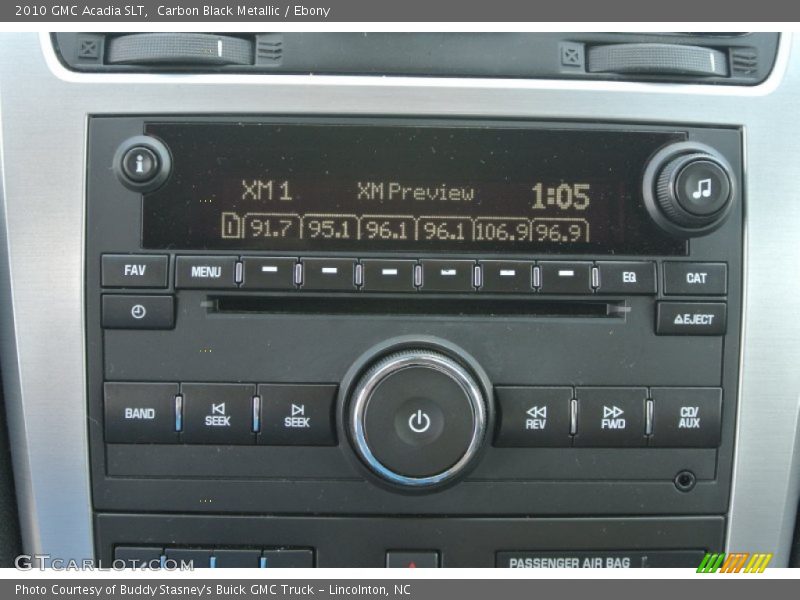 2010 GMC Acadia SLT, Carbon Black Metallic / Ebony
i
XM 1 XM Preview 1:05
D 91.7 95.1 96.1 96.1 106.9 96.9
FAV MENU EQ CAT
EJECT
BAND SEEK SEEK REV FWD CD/AUX
PASSENGER AIR BAG
GTcarlot.com
Photo Courtesy of Buddy Stasney's Buick GMC Truck – Lincolnton, NC